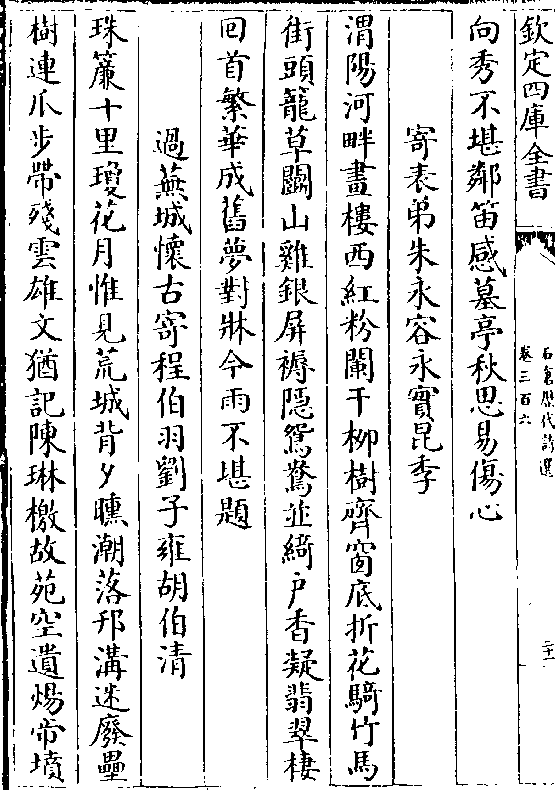 欽定四庫全書
石倉歴代詩選
卷三百六
向秀不堪鄰笛感墓亭秋思易傷心
寄表弟朱永容永實昆季
渭陽河畔畫樓西紅粉闌干柳樹齊窗底折花騎竹馬
街頭籠草鬬山雞銀屏褥隠鴛鴦並綺户香凝翡翠棲
回首繁華成舊夢對牀今雨不堪題
過蕪城懷古寄程伯羽劉子雍胡伯清
珠簾十里瓊花月惟見荒城背夕曛潮落邗溝迷廢壘
樹連瓜步帶殘雲雄文猶記陳琳檄故苑空遺煬帝墳